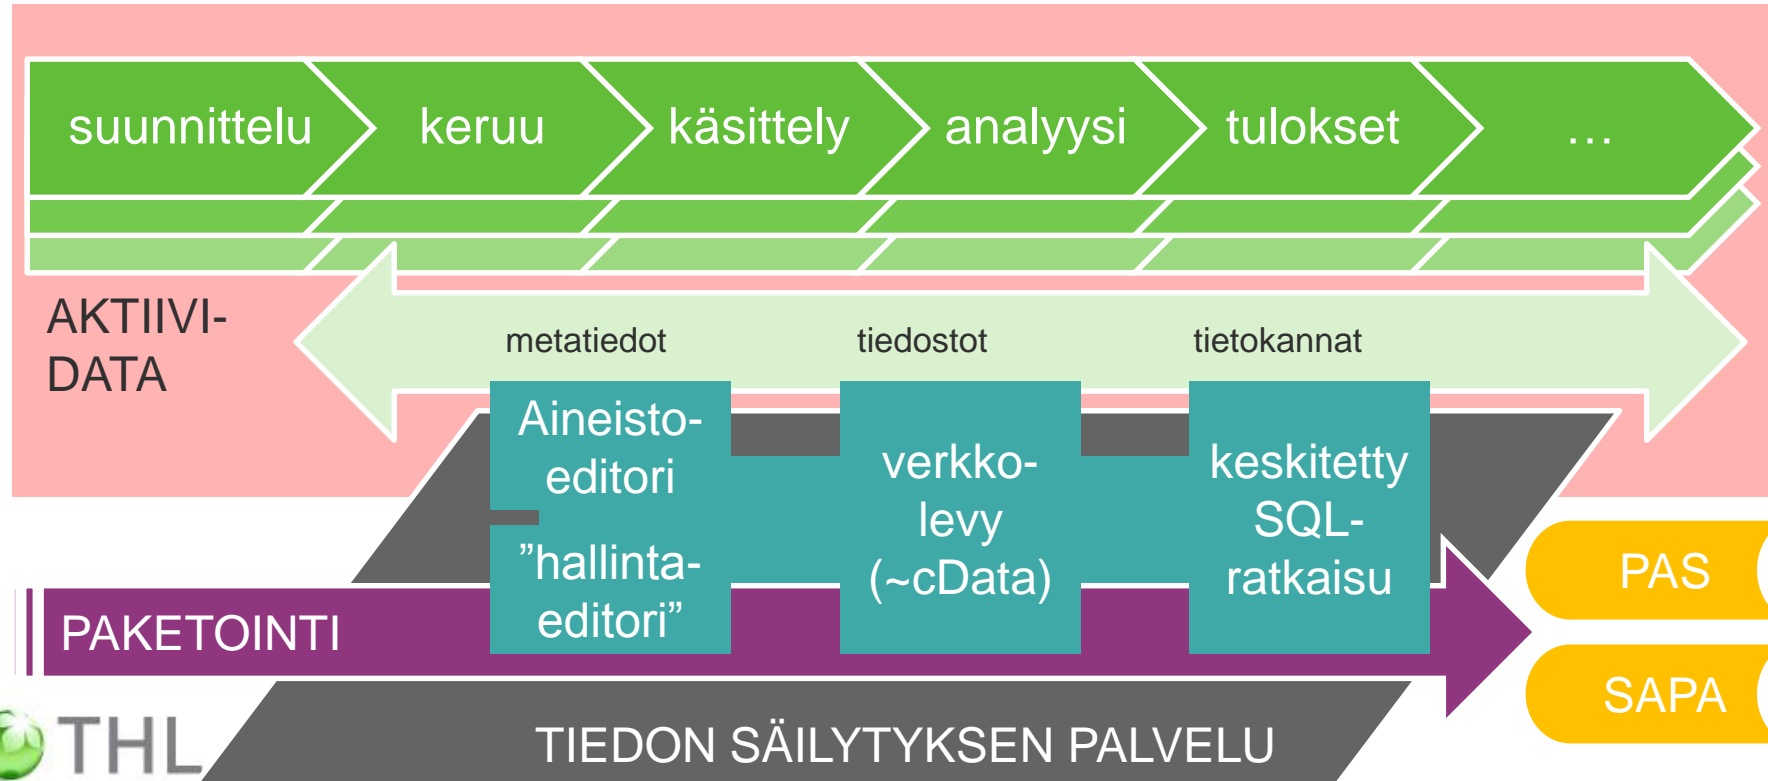 suunnittelu
keruu
käsittely
analyysi
tulokset
…
AKTIIVI-
DATA
metatiedot
tiedostot
tietokannat
Aineisto-
editori
”hallinta-
editori”
verkko-
levy
(~cData)
keskitetty
SQL-
ratkaisu
PAKETOINTI
PAS
SAPA
THL
TIEDON SÄILYTYKSEN PALVELU